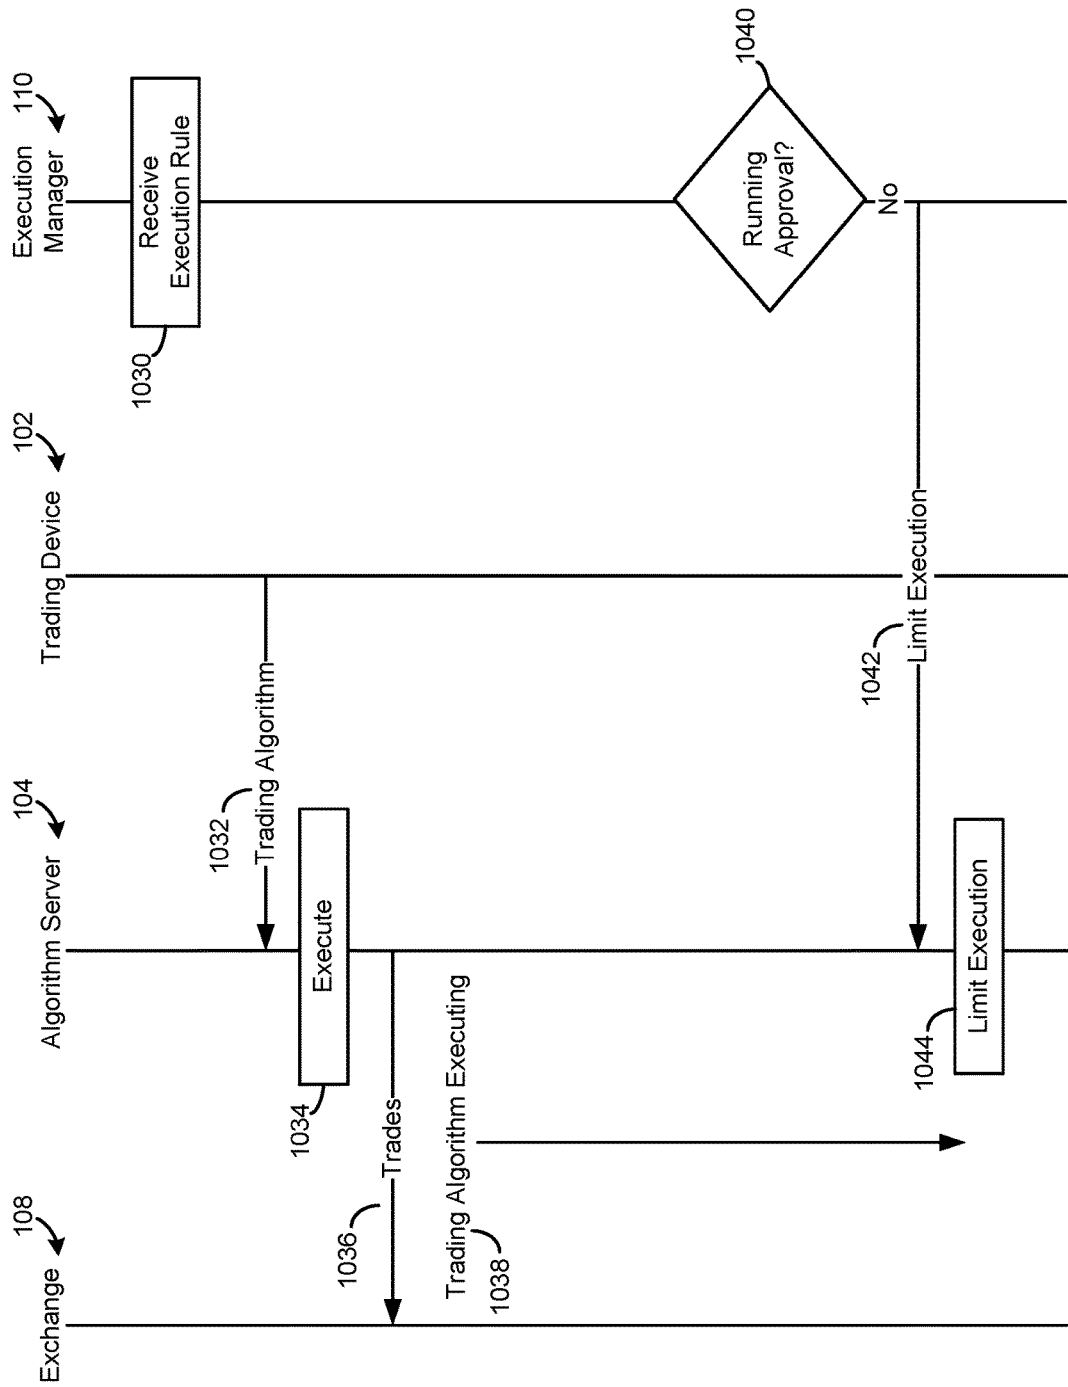 Exchange
108
Algorithm Server
104
Trading Device
102
Execution
Manager
110
1030
Receive
Execution Rule
1032
Trading Algorithm
1034
Execute
1036
Trades
Trading Algorithm Executing
1038
Running
Approval?
1040
No
1042
Limit Execution
1044
Limit Execution